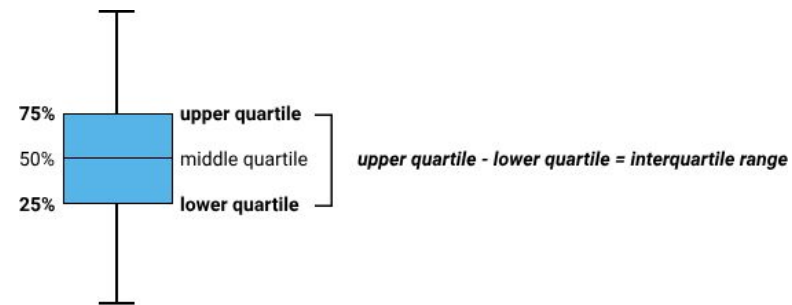 75% upper quartile
50% middle quartile upper quartile - lower quartile = interquartile range
25% lower quartile